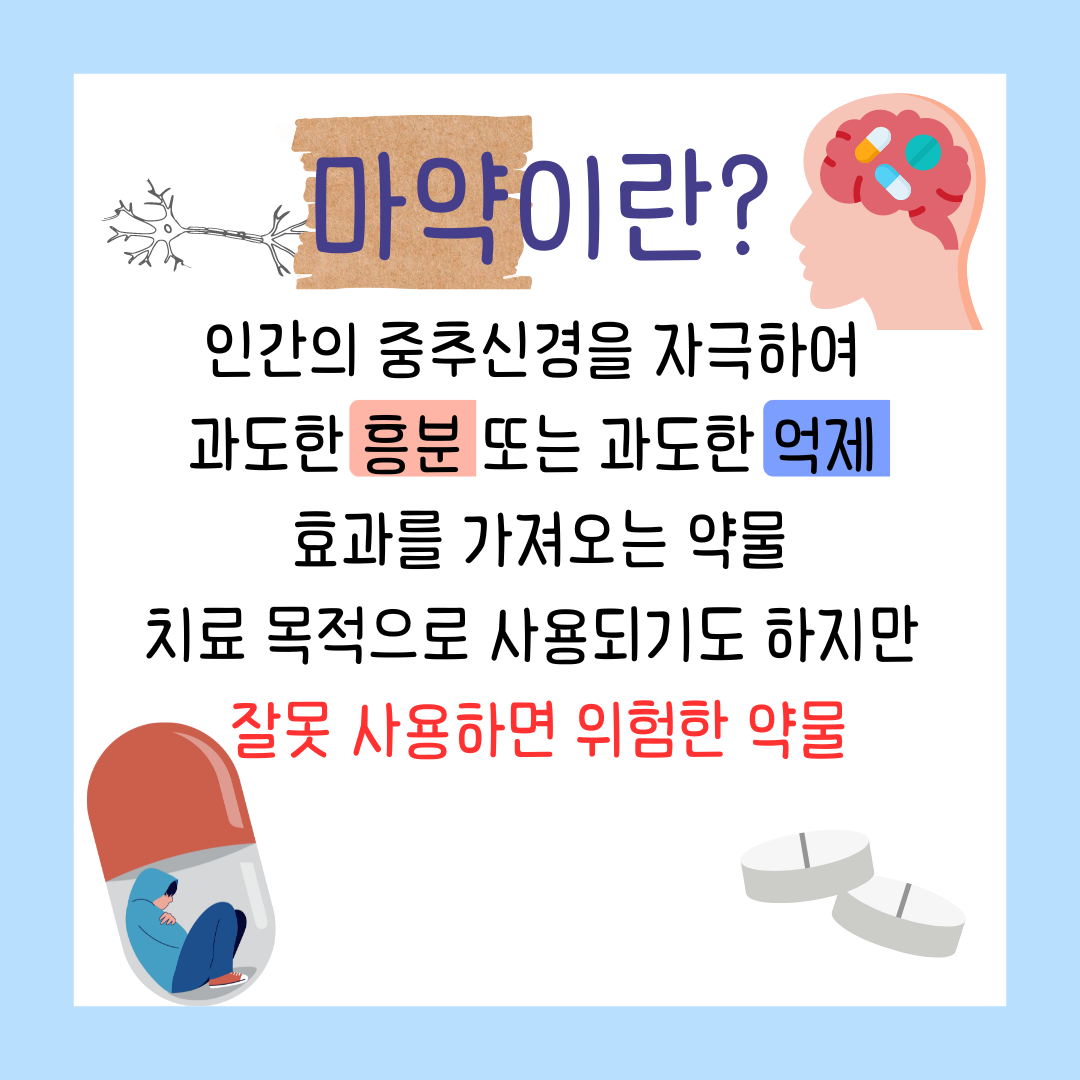 마약이란?
인간의 중추신경을 자극하여
과도한 흥분 또는 과도한 억제
효과를 가져오는 약물
치료 목적으로 사용되기도 하지만
잘못 사용하면 위험한 약물